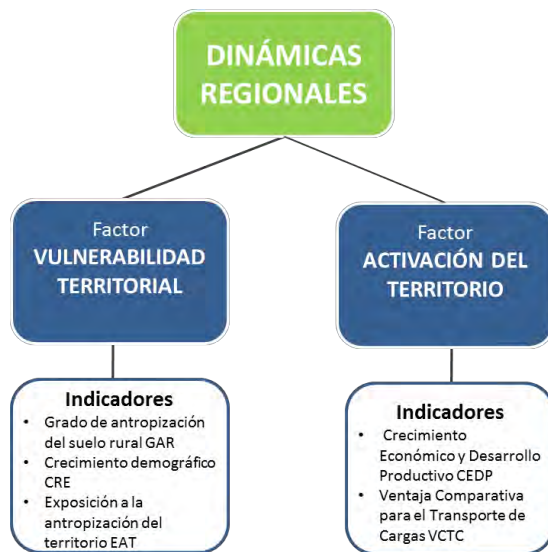 DINÁMICAS
REGIONALES
Factor
VULNERABILIDAD
TERRITORIAL
Indicadores
• Grado de antropización
del suelo rural GAR
• Crecimiento demográfico
CRE
• Exposición a la
antropización del
territorio EAT
Factor
ACTIVACIÓN DEL
TERRITORIO
Indicadores
• Crecimiento
Económico y Desarrollo
Productivo CEDP
• Ventaja Comparativa
para el Transporte de
Cargas VCTC